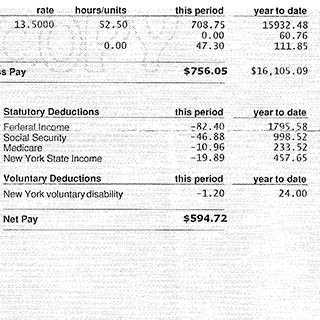 rate hours/units this period year to date
13.5000 52.50 708.75 15932.48
0.00 60.76
0.00 47.30 111.85
ss Pay $756.05 $16,105.09
Statutory Deductions this period year to date
Federal Income -82.40 1795.58
Social Security -46.88 998.52
Medicare -10.96 233.52
New York State Income -19.89 457.65
Voluntary Deductions this period year to date
New York voluntary disability -1.20 24.00
Net Pay $594.72